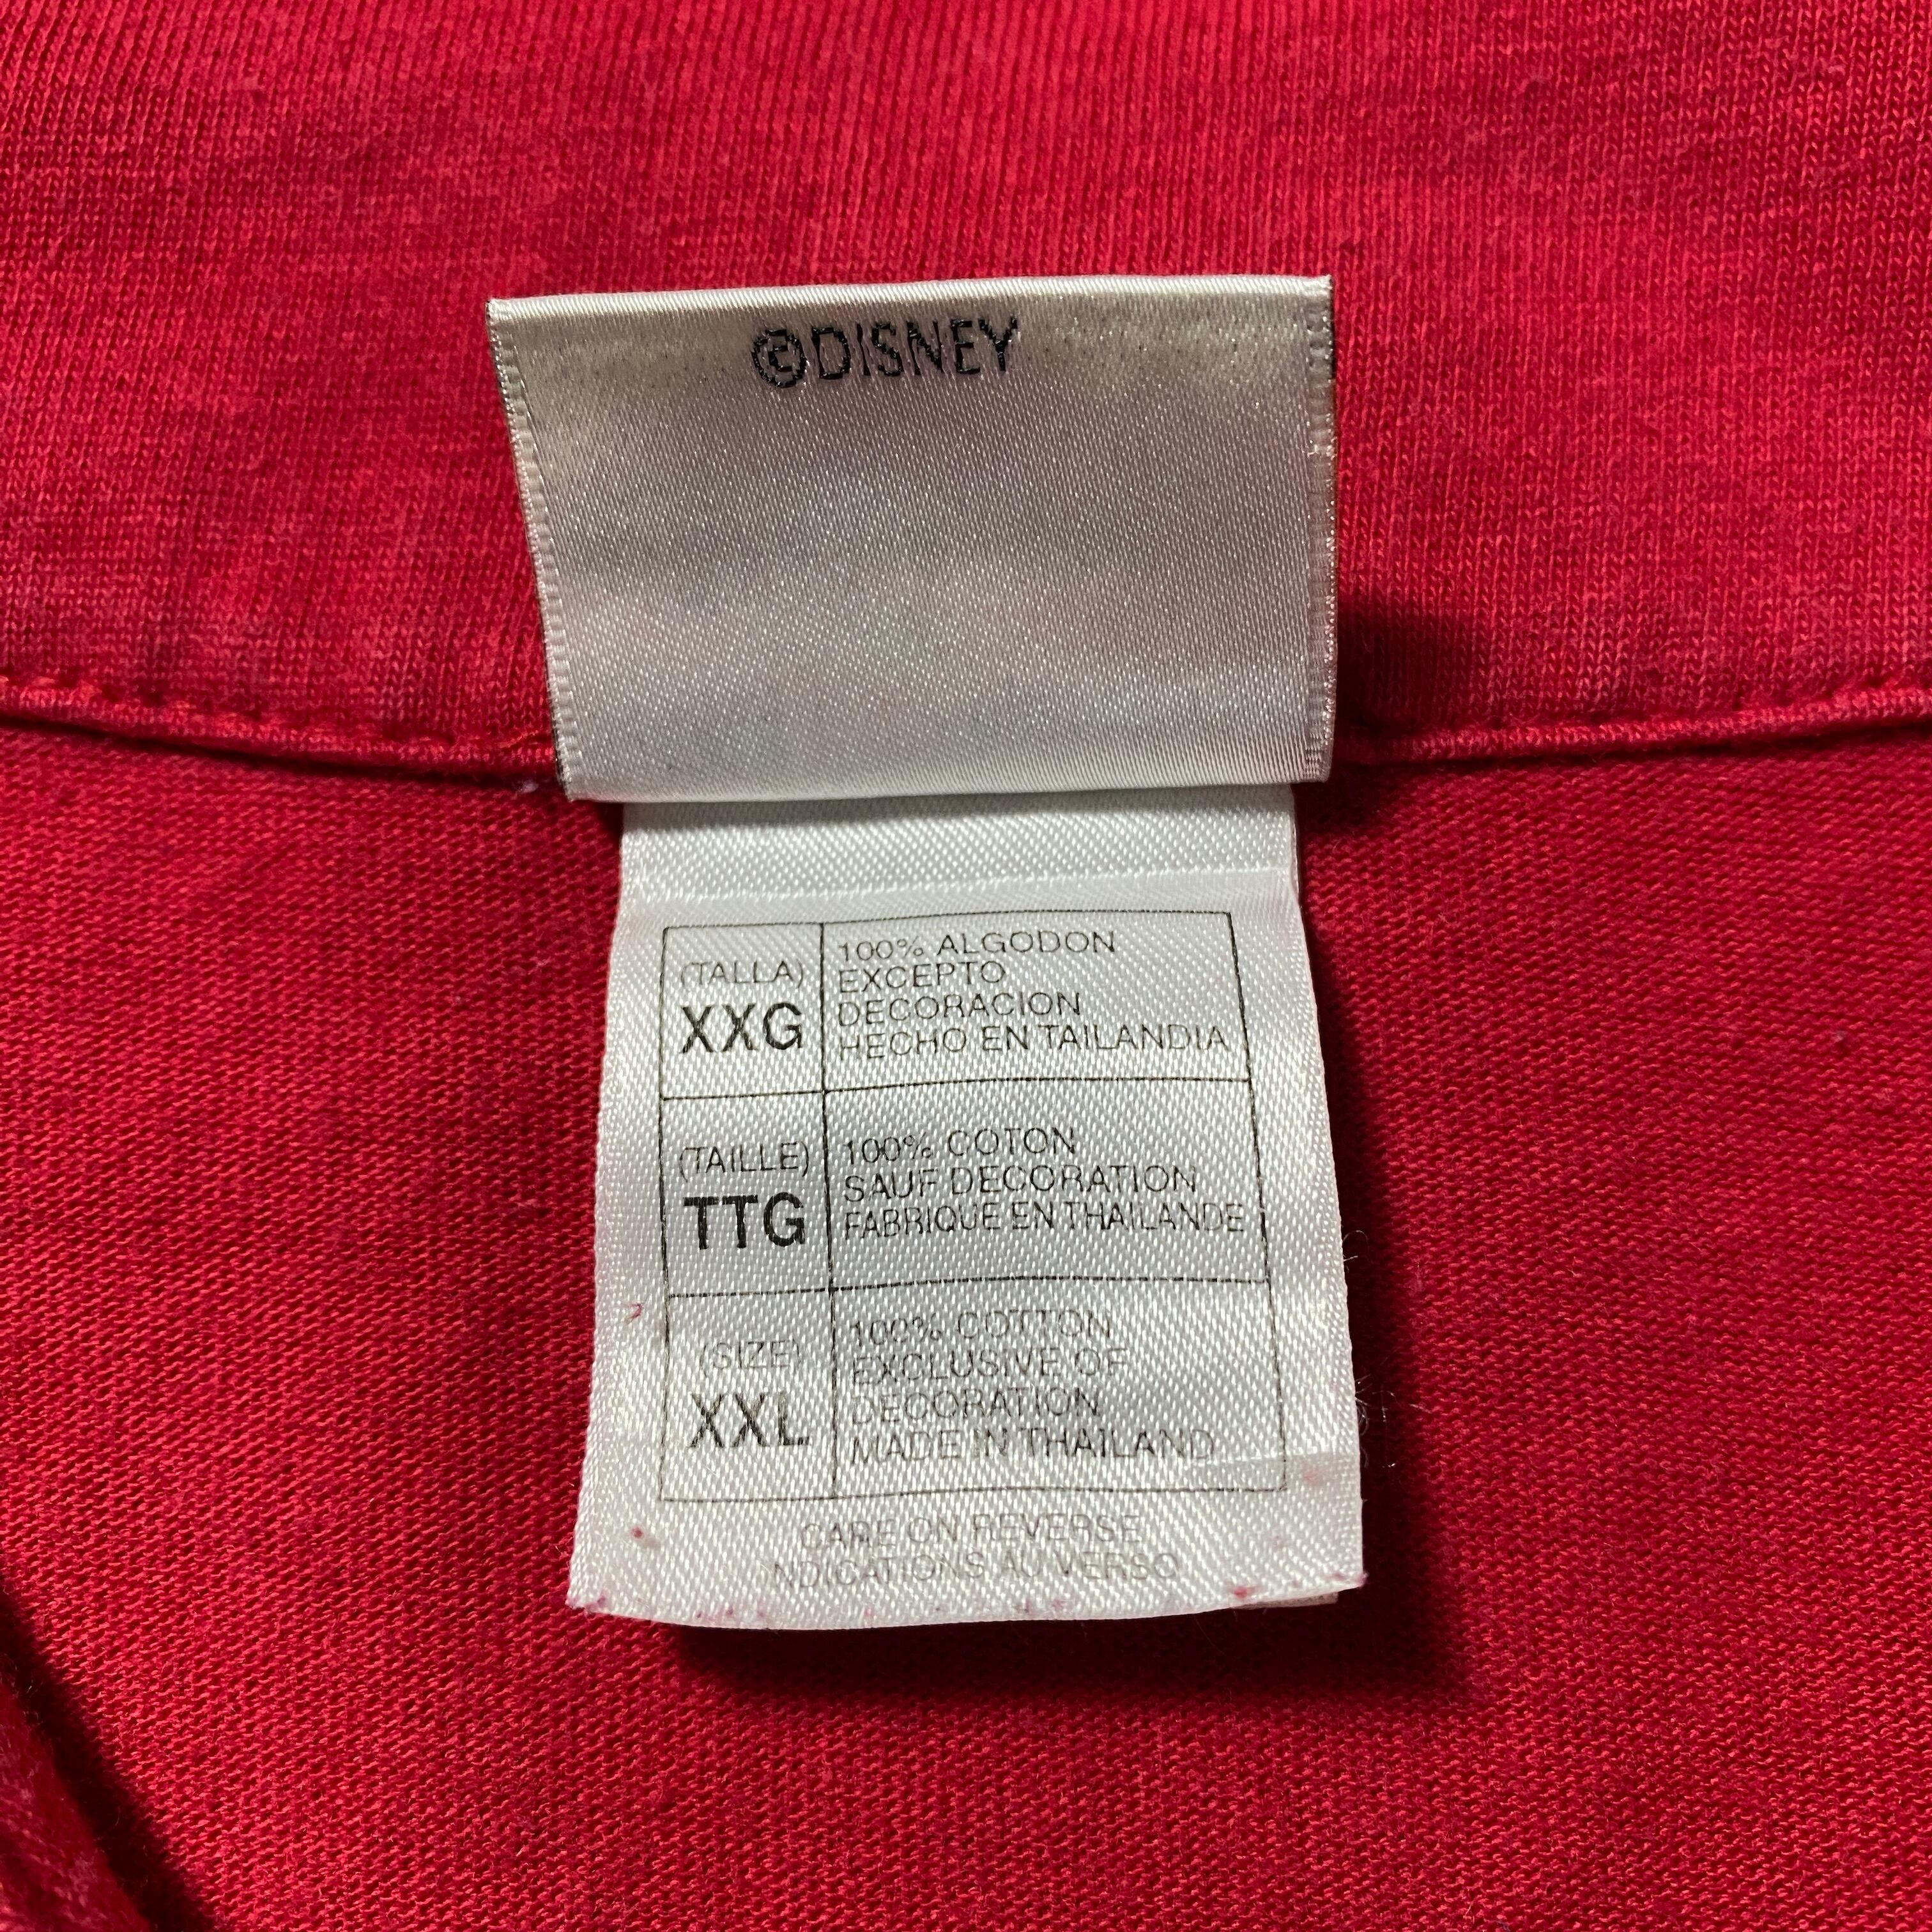 ©DISNEY
(TALLA)
XXG
100% ALGODON
EXCEPTO
DECORACION
HECHO EN TAILANDIA
(TAILLE)
TTG
100% COTON
SAUF DECORATION
FABRIQUE EN THAILANDE
(SIZE)
XXL
100% COTTON
EXCLUSIVE OF
DECORATION
MADE IN THAILAND
CARE ON REVERSE
INDICATIONS AU VERSO